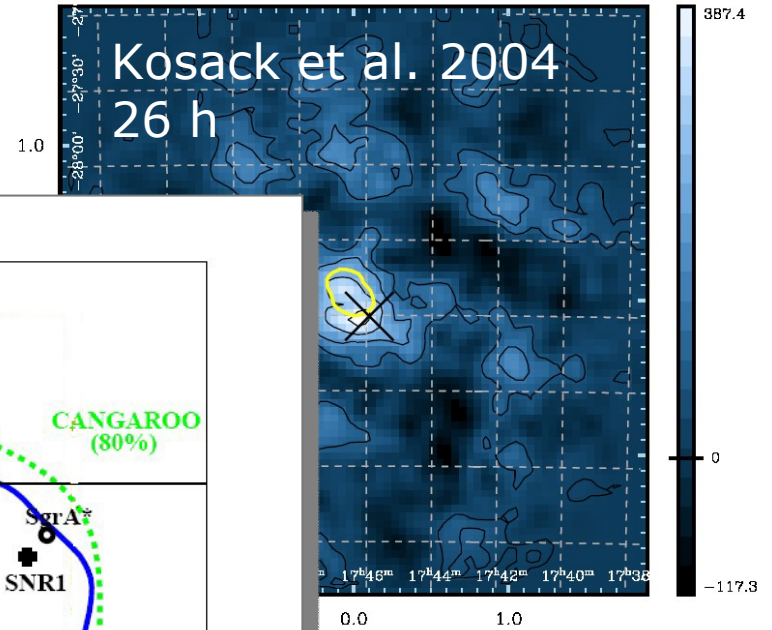 Kosack et al. 2004
26 h
387.4
0
-117.3
-27°30'
-28°00'
1.0
CANGAROO
(80%)
SgrA*
SNR1
17ʰ46ᵐ
17ʰ44ᵐ
17ʰ42ᵐ
17ʰ40ᵐ
17ʰ38
0.0
1.0